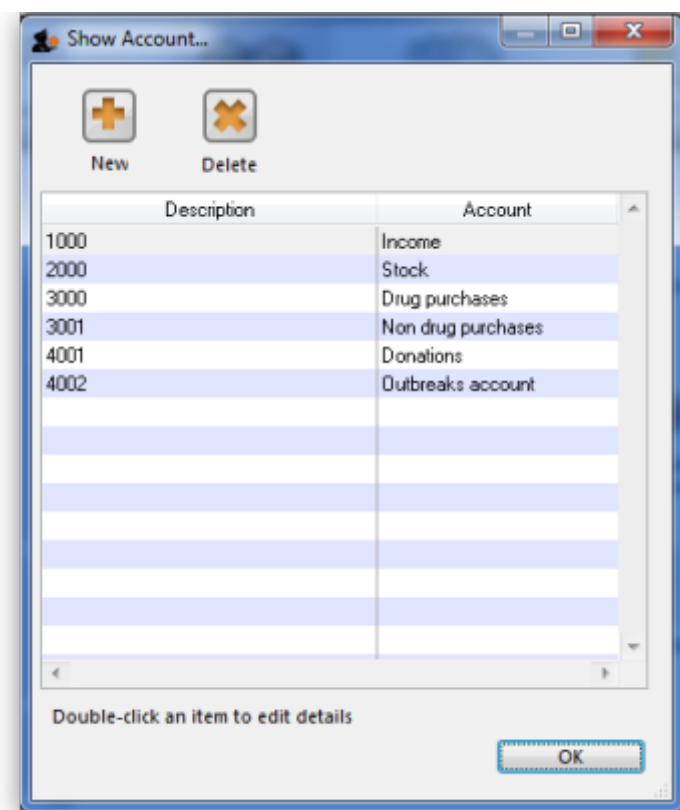 Show Account...
New Delete
Description Account
1000 Income
2000 Stock
3000 Drug purchases
3001 Non drug purchases
4001 Donations
4002 Outbreaks account
Double-click an item to edit details
OK